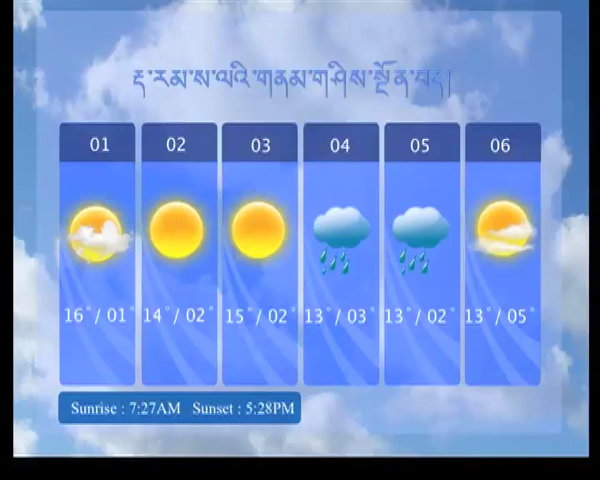 རྡ་རམ་ས་ལའི་གནམ་གཤིས་སྔོན་བརྡ།
01 02 03 04 05 06
16°/ 01° 14°/ 02° 15°/ 02° 13°/ 03° 13°/ 02° 13°/ 05°
Sunrise : 7:27AM Sunset : 5:28PM